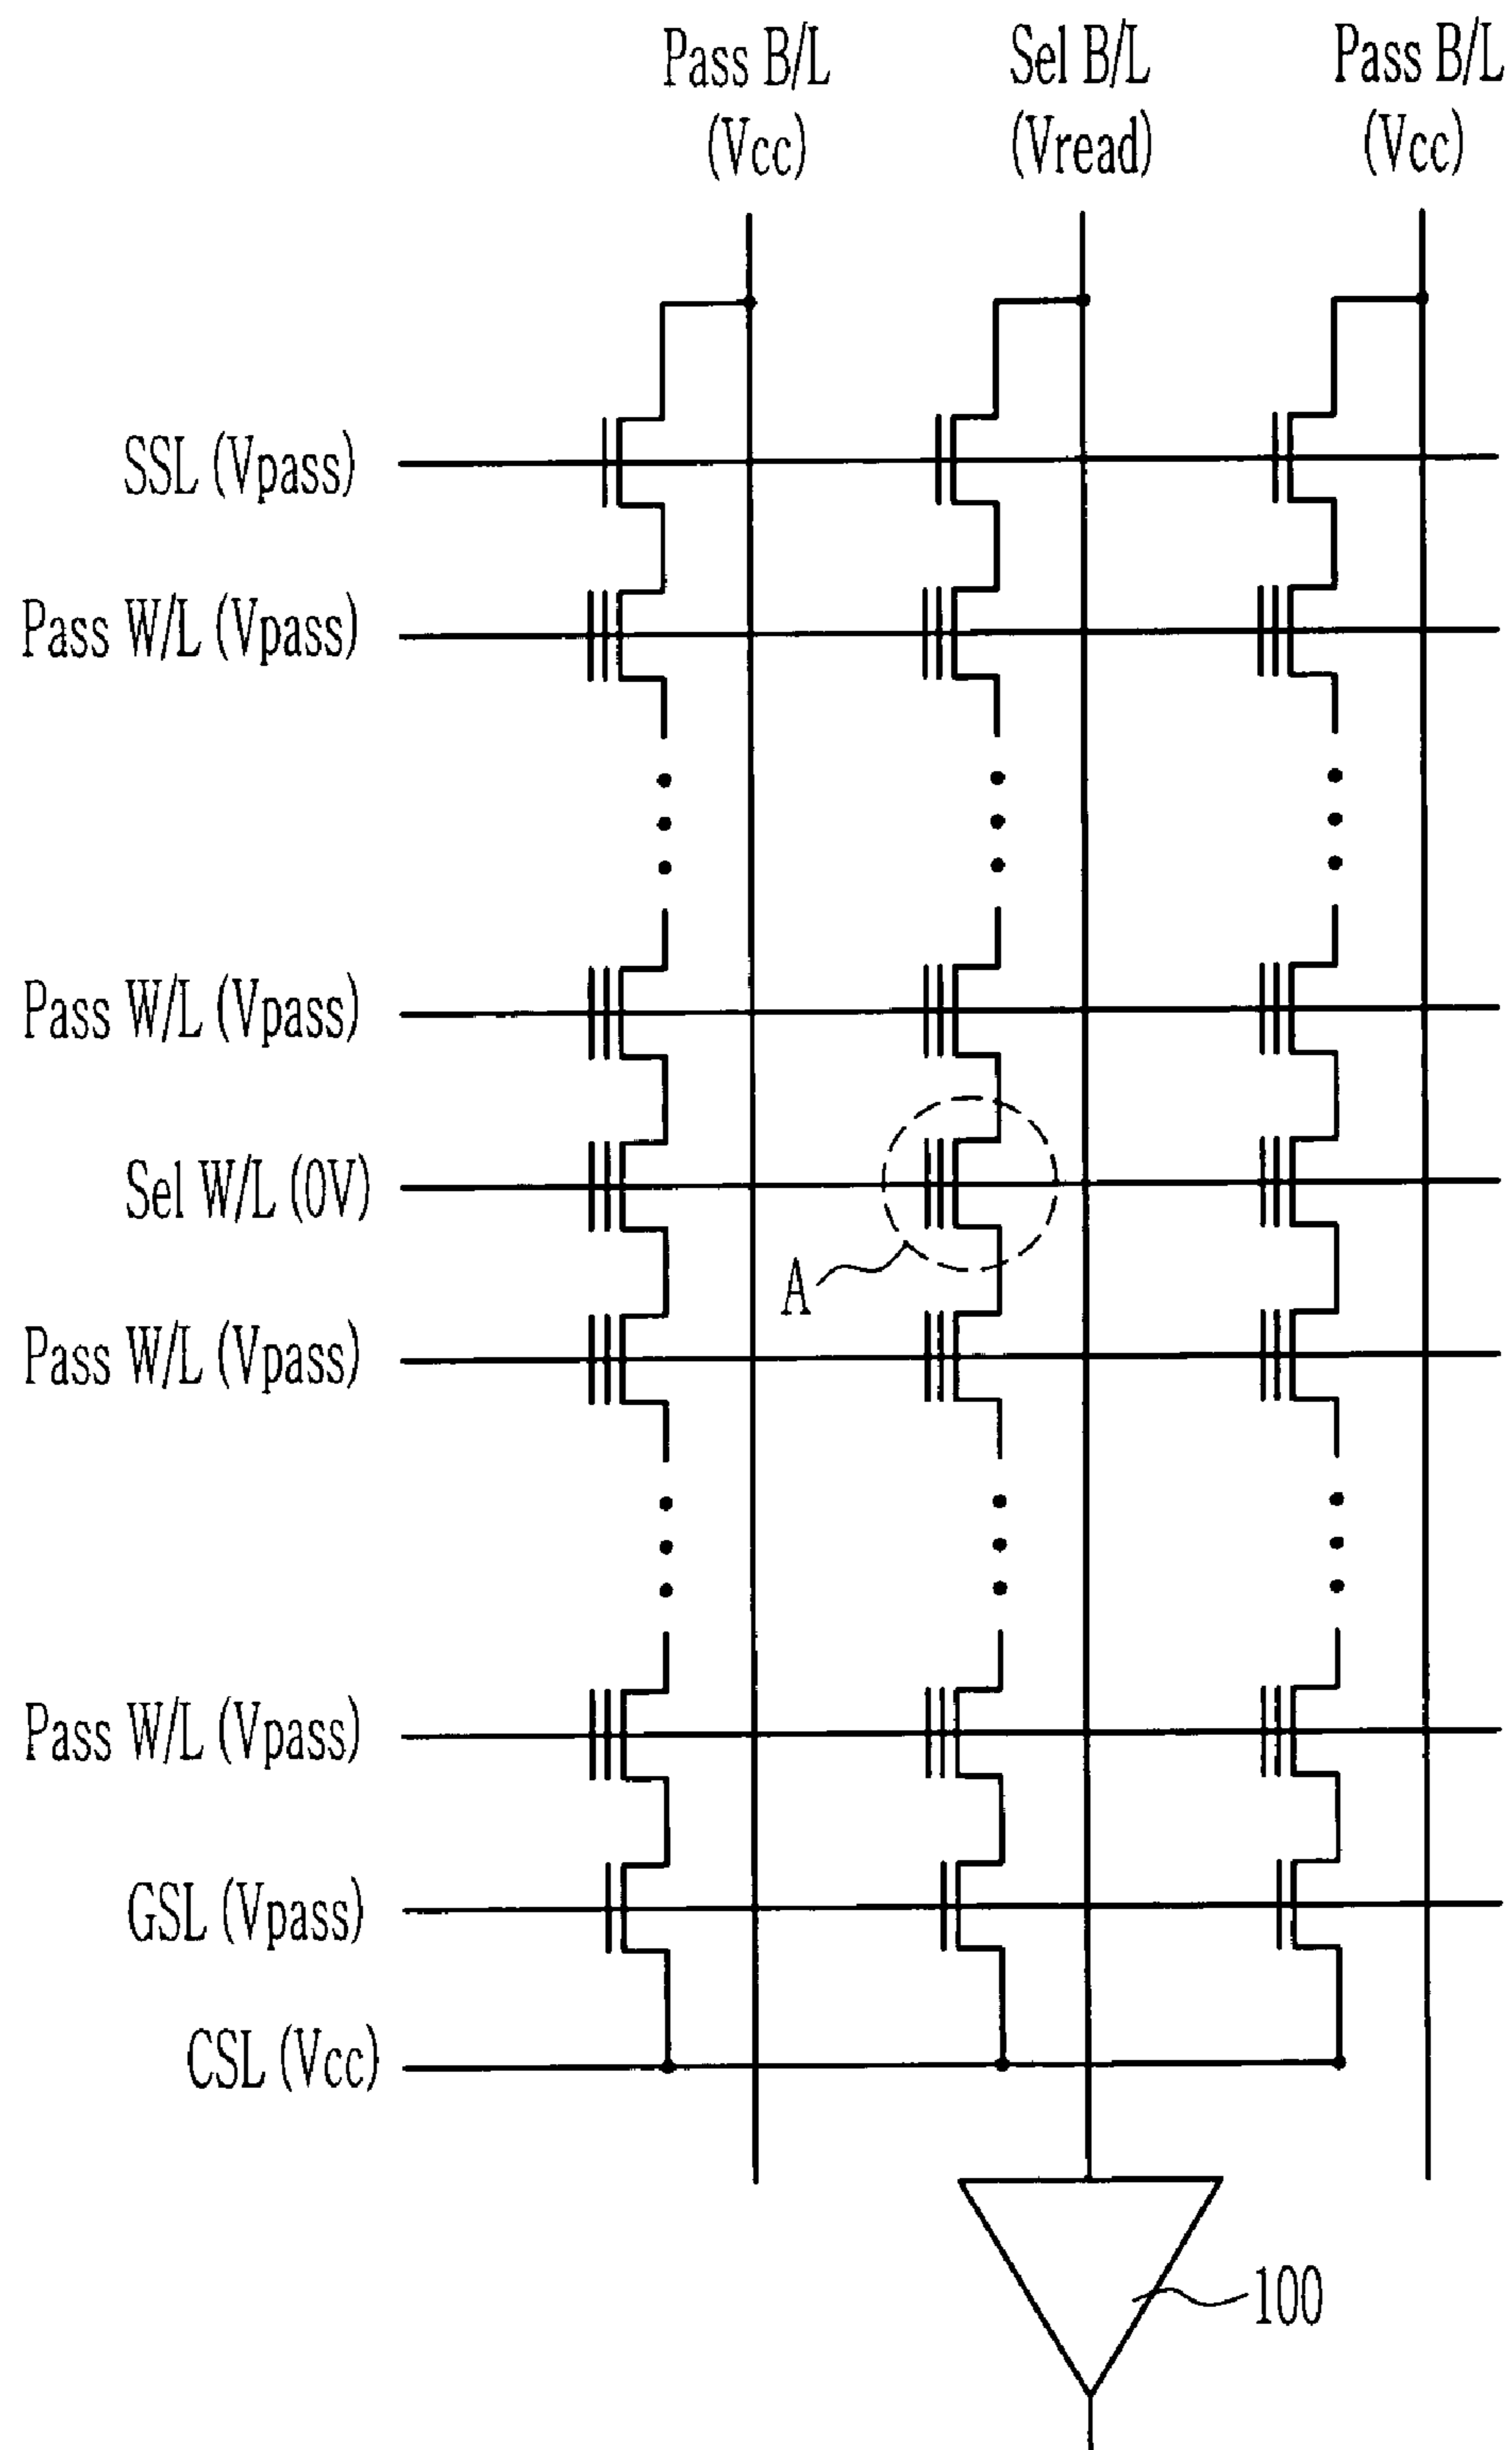 Pass B/L
(Vcc)
Sel B/L
(Vread)
Pass B/L
(Vcc)
SSL (Vpass)
Pass W/L (Vpass)
Pass W/L (Vpass)
Sel W/L (0V)
A
Pass W/L (Vpass)
Pass W/L (Vpass)
GSL (Vpass)
CSL (Vcc)
100